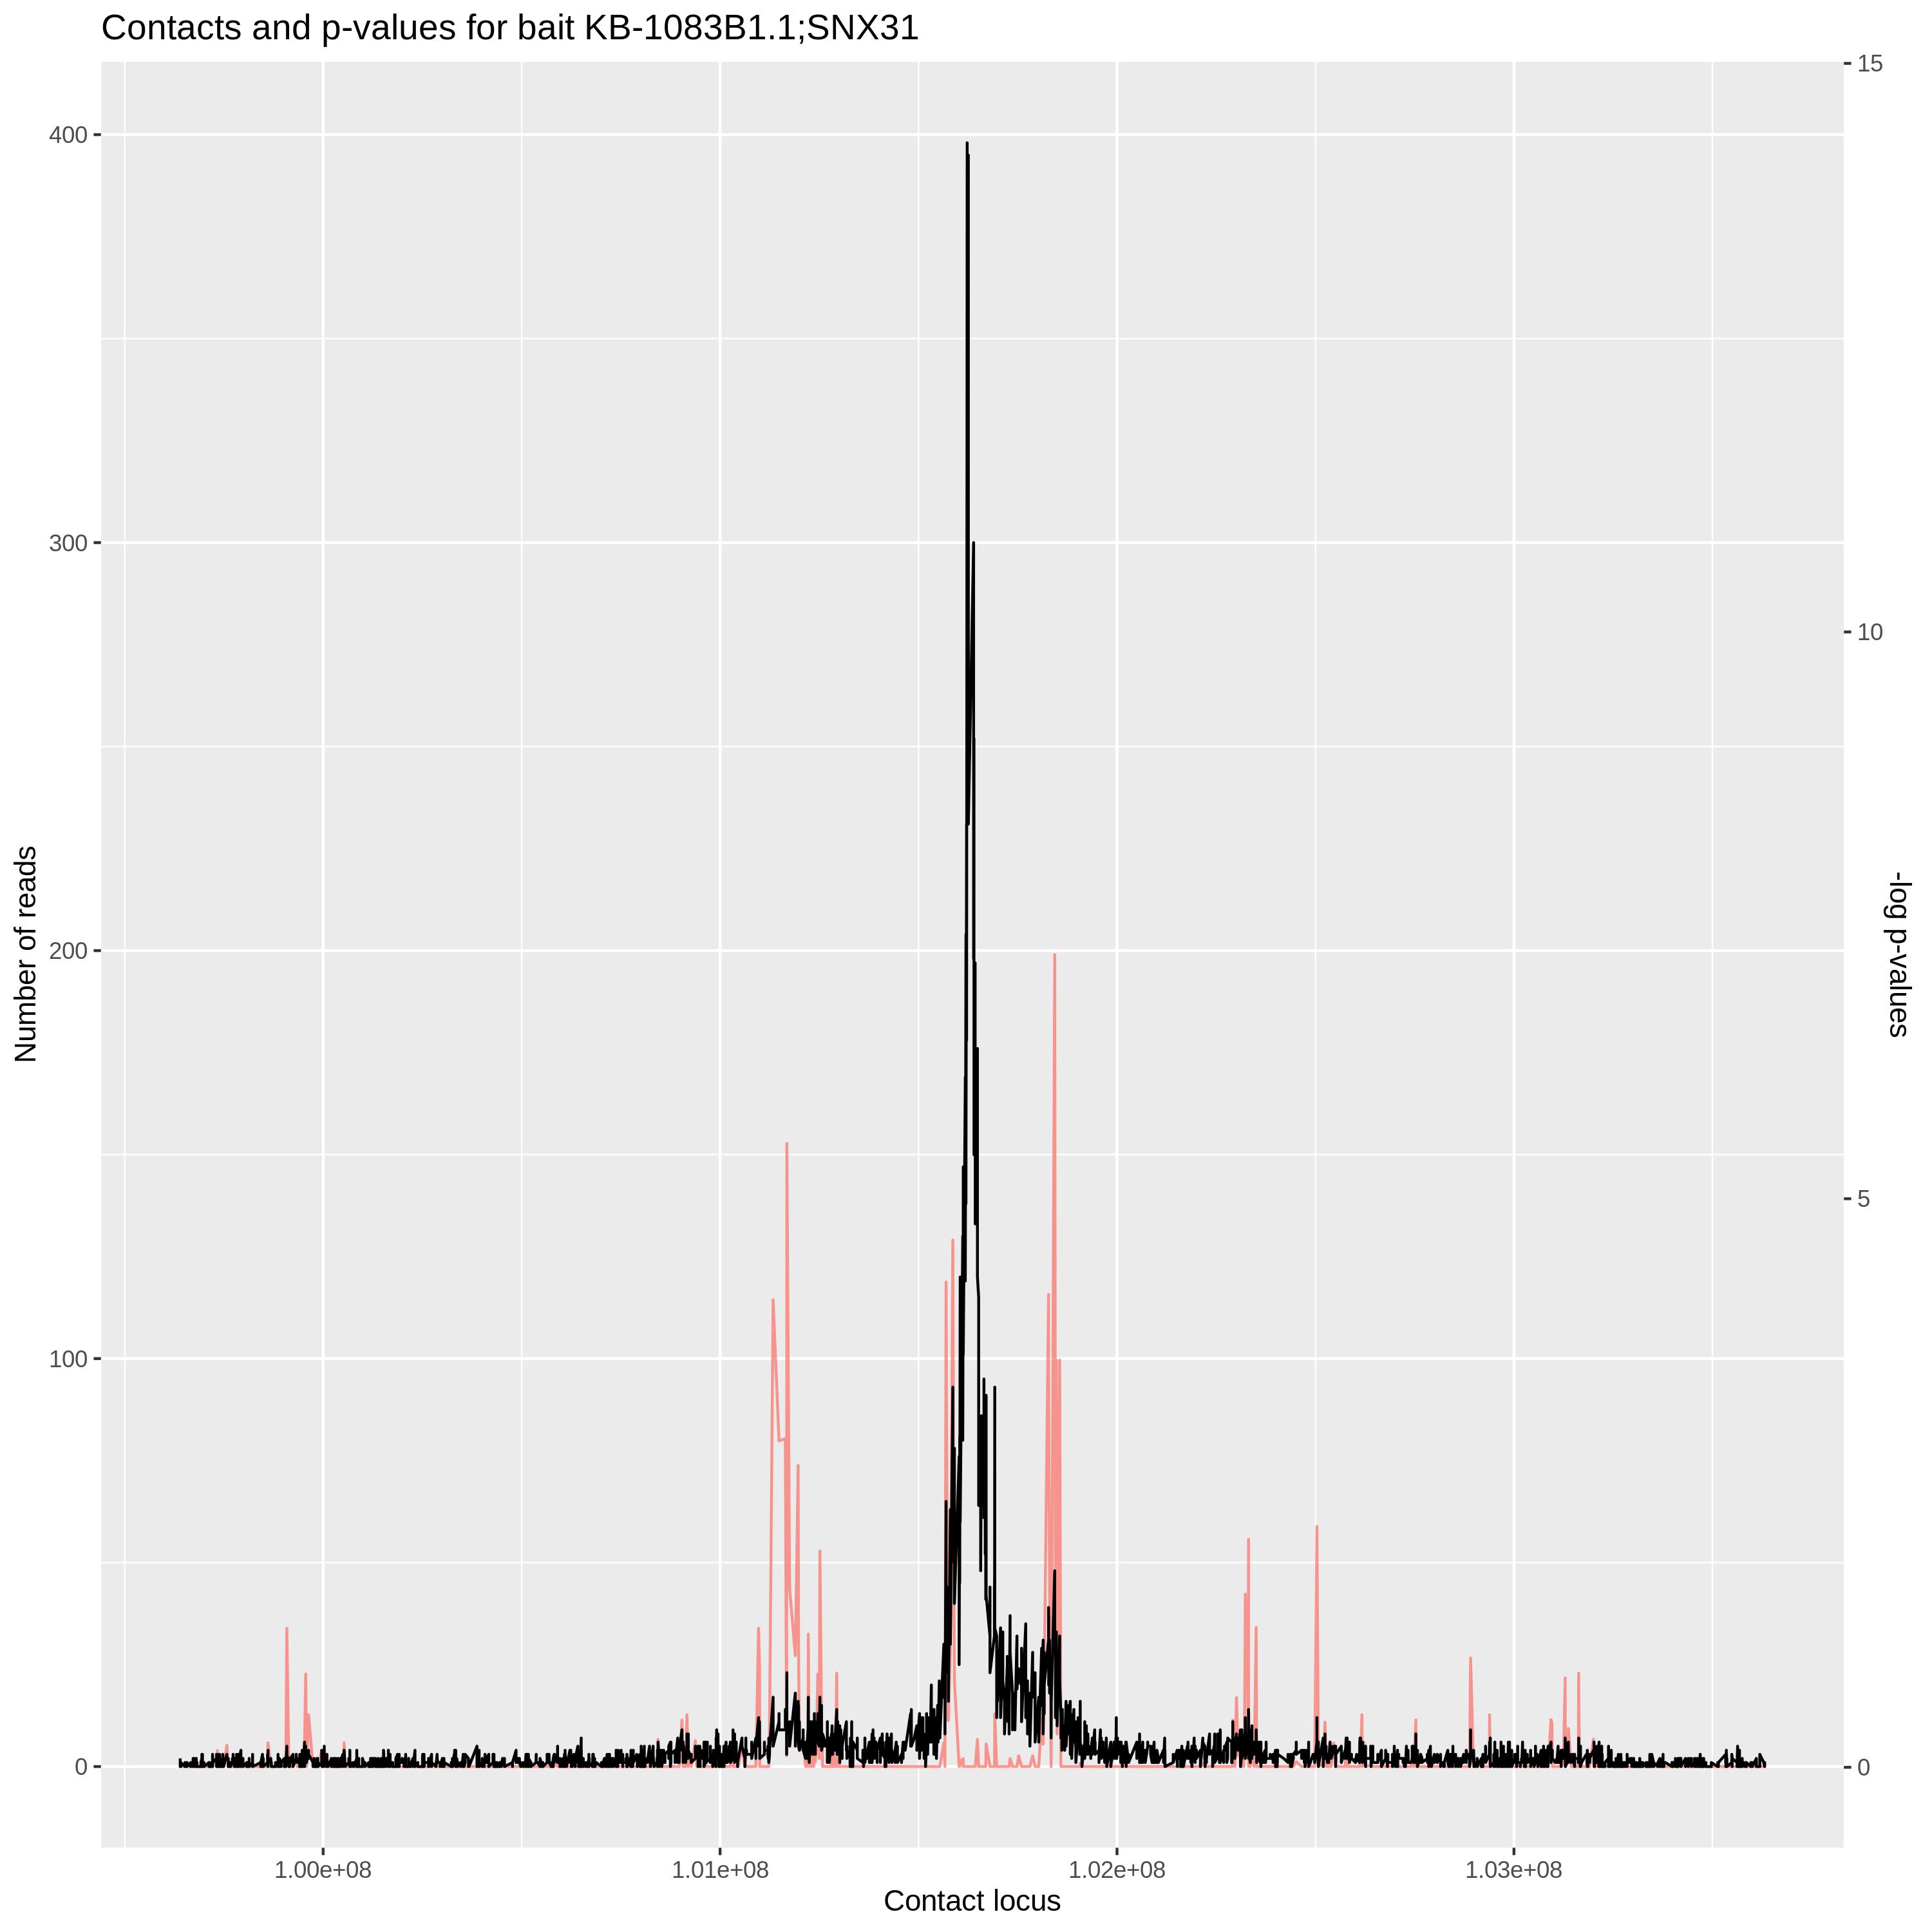 Contacts and p-values for bait KB-1083B1.1;SNX31
15
400
300
10
Number of reads
-log p-values
200
5
100
0
0
1.00e+08
1.01e+08
1.02e+08
1.03e+08
Contact locus